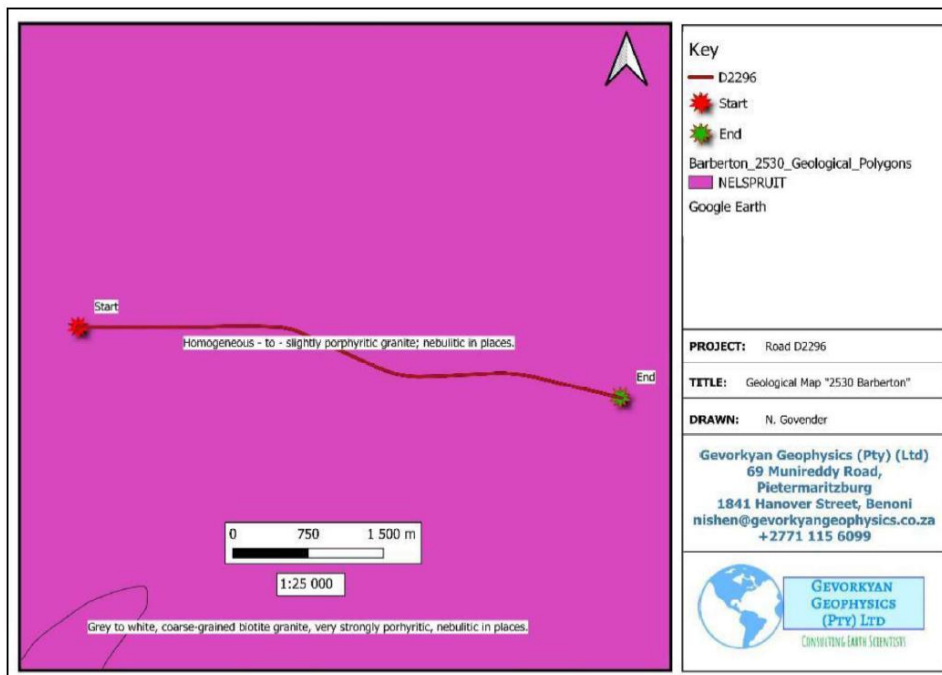 Start
Homogeneous - to - slightly porphyritic granite; nebulitic in places.
End
0 750 1 500 m
1:25 000
Grey to white, coarse-grained biotite granite, very strongly porhyritic, nebulitic in places.
Key
D2296
Start
End
Barberton_2530_Geological_Polygons
NELSPRUIT
Google Earth
PROJECT: Road D2296
TITLE: Geological Map "2530 Barberton"
DRAWN: N. Govender
Gevorkyan Geophysics (Pty) (Ltd)
69 Munireddy Road,
Pietermaritzburg
1841 Hanover Street, Benoni
nishen@gevorkyangeophysics.co.za
+2771 115 6099
GEVORKYAN
GEOPHYSICS
(PTY) LTD
CONSULTING EARTH SCIENTISTS